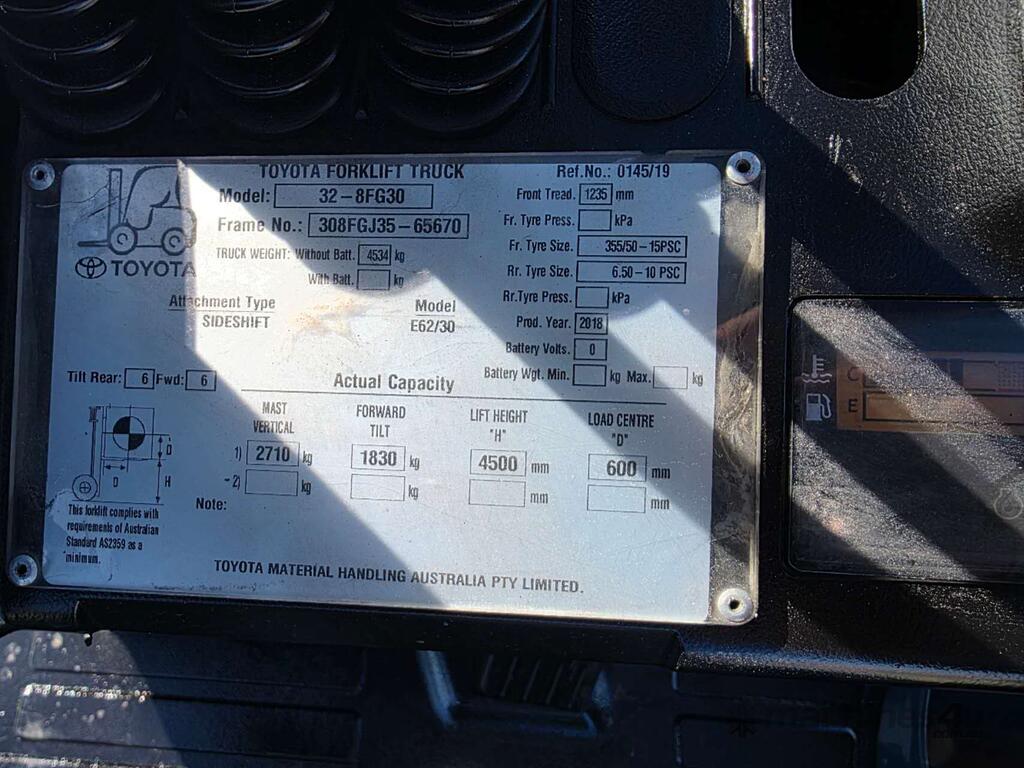 TOYOTA FORKLIFT TRUCK
Ref.No.: 0145/19
Model: 32-8FG30
Front Tread. 1235 mm
Frame No.: 308FGJ35-65670
Fr. Tyre Press. kPa
TRUCK WEIGHT: Without Batt. 4534 kg
Fr. Tyre Size. 355/50-15PSC
With Batt. kg
Rr. Tyre Size. 6.50-10 PSC
TOYOTA
Rr. Tyre Press. kPa
Attachment Type Model
SIDESHIFT E62/30
Prod. Year. 2018
Battery Volts. 0
Battery Wgt. Min. kg Max. kg
Tilt Rear: 6 Fwd: 6
Actual Capacity
MAST VERTICAL
FORWARD TILT
LIFT HEIGHT "H"
LOAD CENTRE "D"
1) 2710 kg 1830 kg 4500 mm 600 mm
-2) kg kg mm mm
D
D H
Note:
This forklift complies with
requirements of Australian
Standard AS2359 as a
minimum.
TOYOTA MATERIAL HANDLING AUSTRALIA PTY LIMITED.
C
E